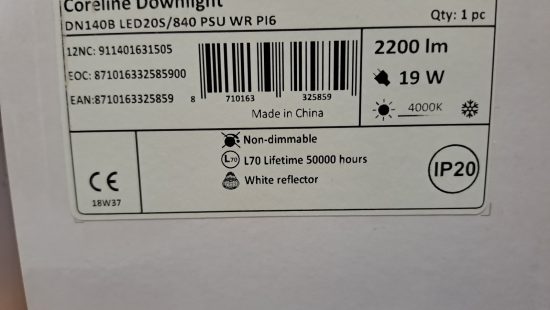 Coreline Downlight
DN140B LED20S/840 PSU WR PI6
Qty: 1 pc
12NC: 911401631505
EOC: 871016332585900
EAN:8710163325859
8 710163 325859
Made in China
2200 lm
19 W
4000K
Non-dimmable
L70 L70 Lifetime 50000 hours
White reflector
CE
18W37
IP20